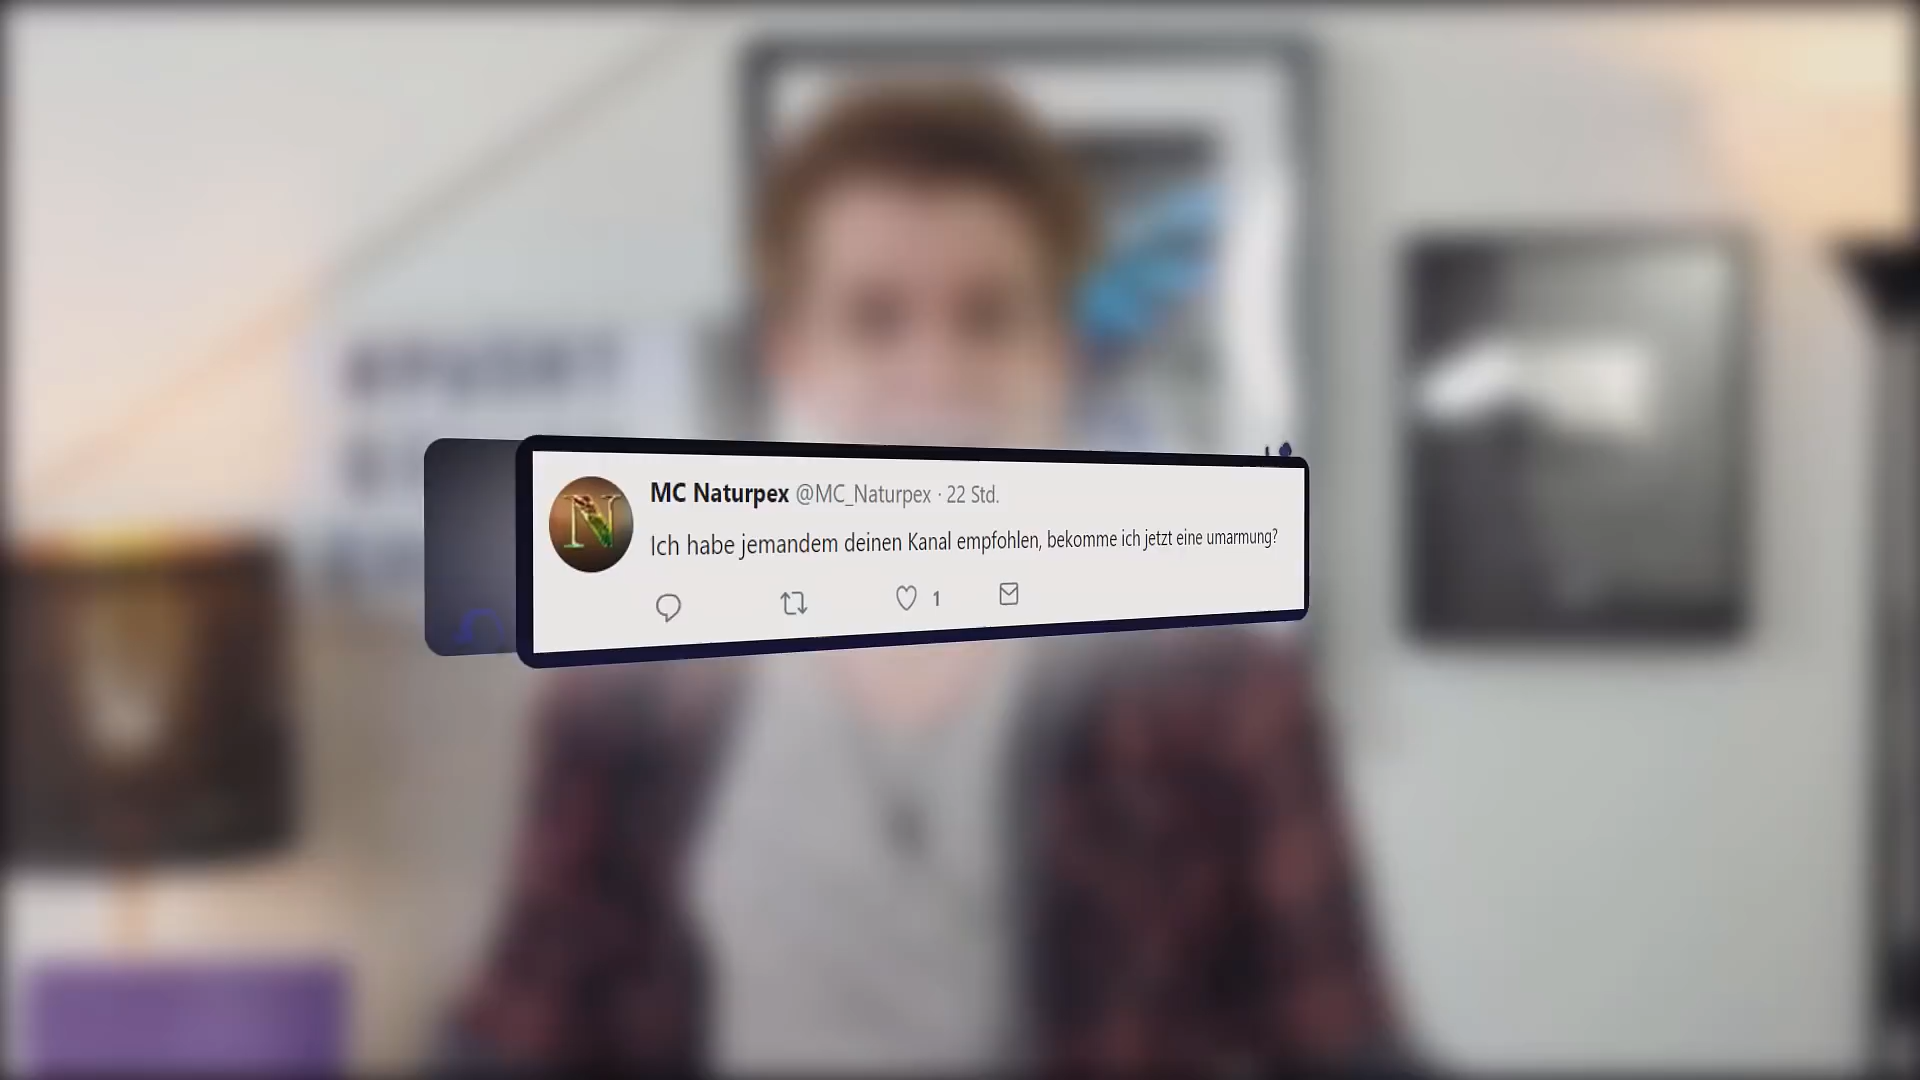 MC Naturpex @MC_Naturpex · 22 Std.
Ich habe jemandem deinen Kanal empfohlen, bekomme ich jetzt eine umarmung?
1